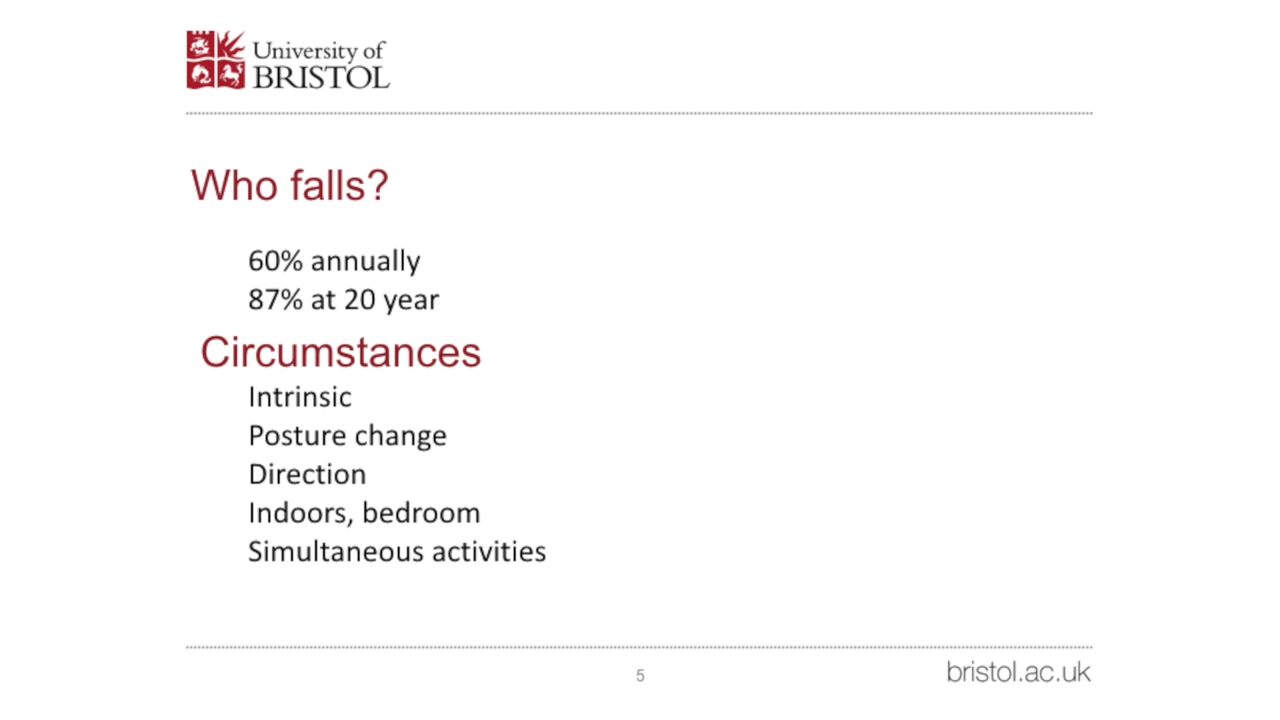 University of
BRISTOL
Who falls?
60% annually
87% at 20 year
Circumstances
Intrinsic
Posture change
Direction
Indoors, bedroom
Simultaneous activities
5
bristol.ac.uk